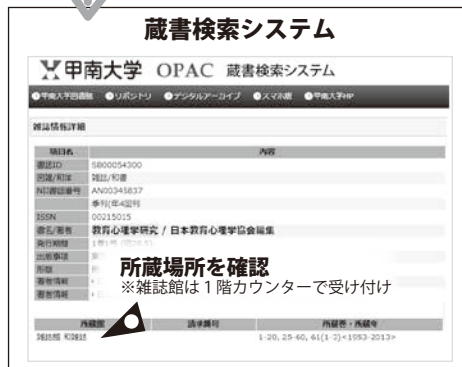 蔵書検索システム
甲南大学 OPAC 蔵書検索システム
甲南大学図書館 リポジトリ デジタルアーカイブ スマホ版 甲南大学HP
雑誌情報詳細
項目名 内容
書誌ID SB00054300
図雑/和洋 雑誌/和書
NII書誌番号 AN00345837
季刊(年4回刊
ISSN 00215015
書名/著者 教育心理学研究 / 日本教育心理学協会編集
発行期間 1巻1号
出版事項
形態
著者情報
著者情報
所蔵場所を確認
※雑誌館は1階カウンターで受け付け
所蔵館 請求番号 所蔵巻・所蔵年
雑誌館 和雑誌 1-20, 25-60, 61(1-2)<1953-2013>